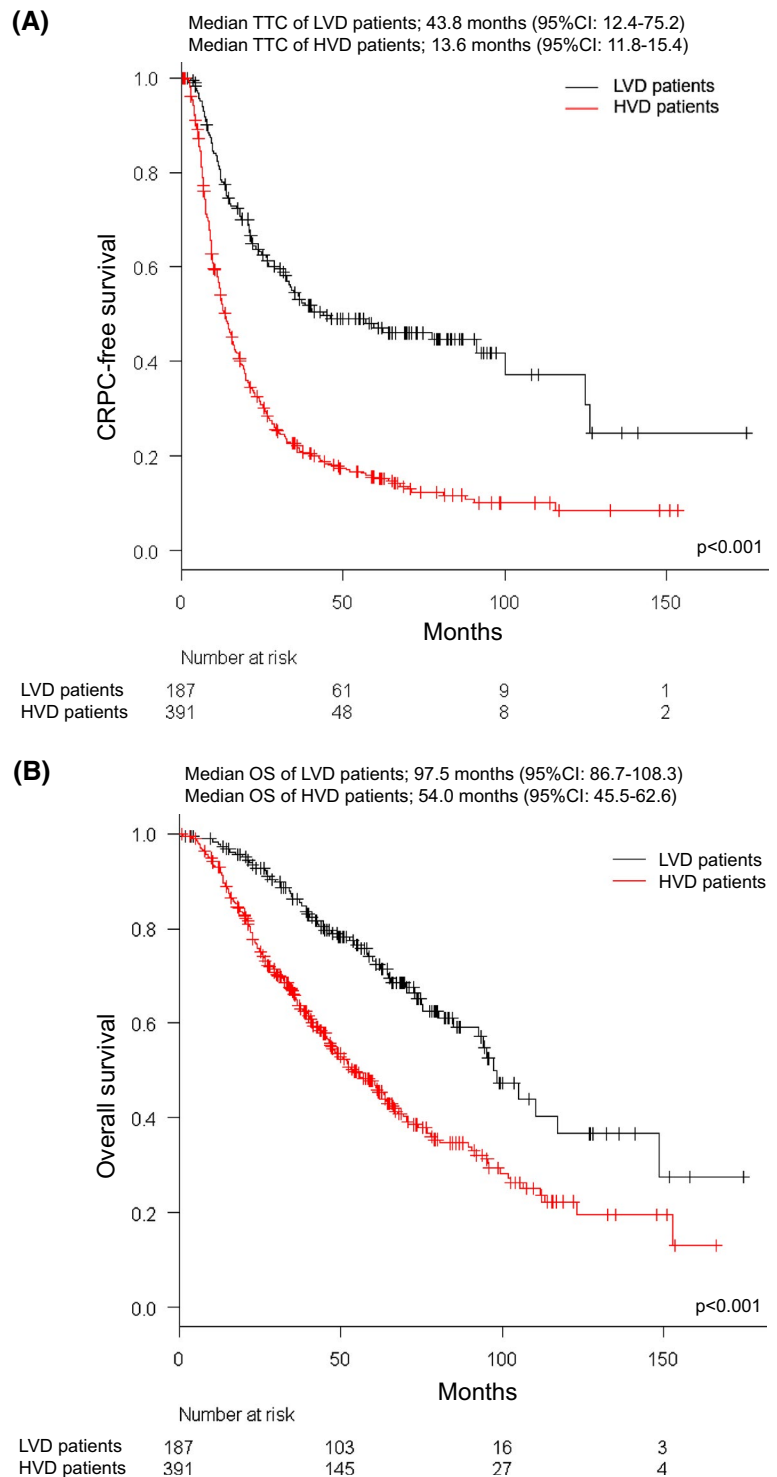 (A)
Median TTC of LVD patients; 43.8 months (95%CI: 12.4-75.2)
Median TTC of HVD patients; 13.6 months (95%CI: 11.8-15.4)
LVD patients
HVD patients
CRPC-free survival
1.0
0.8
0.6
0.4
0.2
0.0
p<0.001
0 50 100 150
Months
Number at risk
LVD patients 187 61 9 1
HVD patients 391 48 8 2
(B)
Median OS of LVD patients; 97.5 months (95%CI: 86.7-108.3)
Median OS of HVD patients; 54.0 months (95%CI: 45.5-62.6)
LVD patients
HVD patients
Overall survival
1.0
0.8
0.6
0.4
0.2
0.0
p<0.001
0 50 100 150
Months
Number at risk
LVD patients 187 103 16 3
HVD patients 391 145 27 4